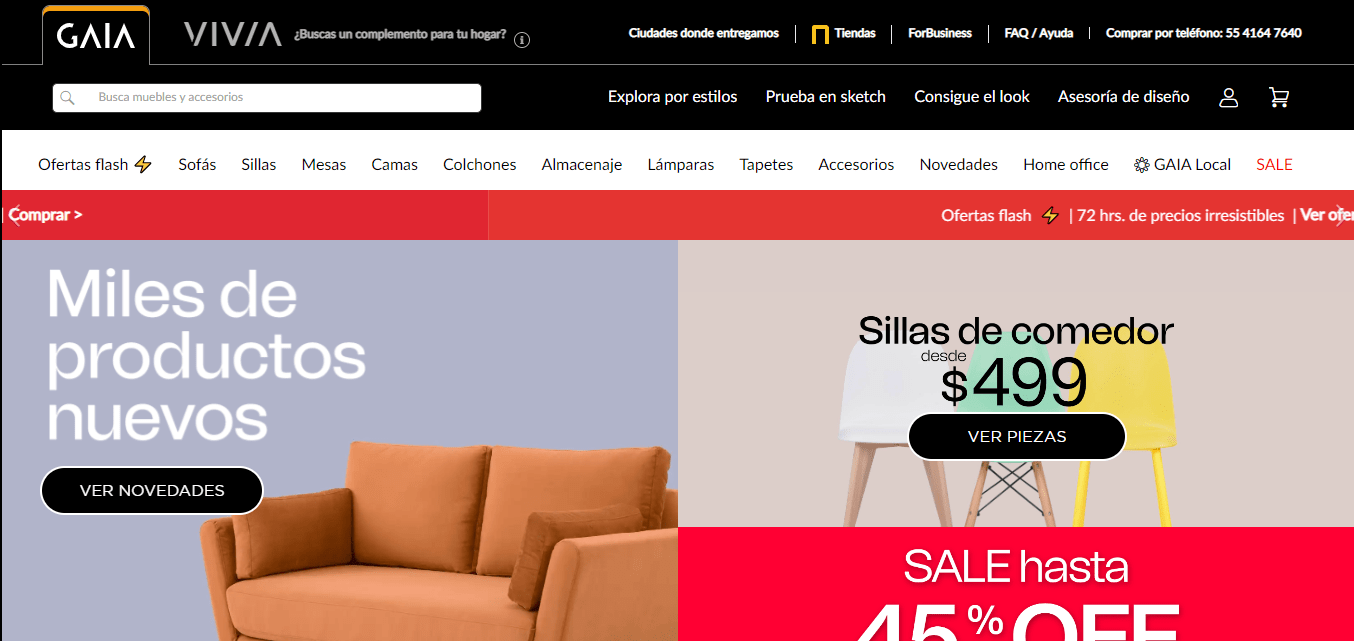 GAIA
VIVIA ¿Buscas un complemento para tu hogar?
Ciudades donde entregamos | Tiendas | ForBusiness | FAQ / Ayuda | Comprar por teléfono: 55 4164 7640
Busca muebles y accesorios
Explora por estilos Prueba en sketch Consigue el look Asesoría de diseño
Ofertas flash Sofás Sillas Mesas Camas Colchones Almacenaje Lámparas Tapetes Accesorios Novedades Home office GAIA Local SALE
| Comprar >
Ofertas flash | 72 hrs. de precios irresistibles | Ver ofer
Miles de
productos
nuevos
VER NOVEDADES
Sillas de comedor
desde
$499
VER PIEZAS
SALE hasta
45% OFF